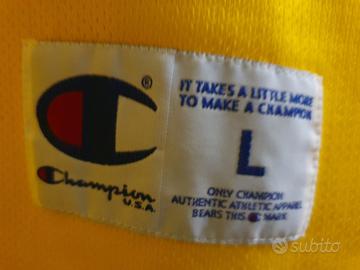 ®
Champion
U.S.A.
IT TAKES A LITTLE MORE
TO MAKE A CHAMPION
L
ONLY CHAMPION
AUTHENTIC ATHLETIC APPAREL
BEARS THIS C MARK
subito